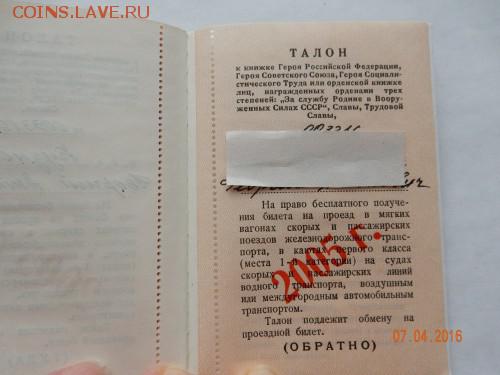 COINS.LAVE.RU
ТАЛОН
к книжке Героя Российской Федерации,
Героя Советского Союза, Героя Социали-
стического Труда или орденской книжке
лиц, награжденных орденами трех
степеней: „За службу Родине в Воору-
женных Силах СССР“, Славы, Трудовой
Славы,
На право бесплатного получе-
ния билета на проезд в мягких
вагонах скорых и пассажирских
поездов железнодорожного транс-
порта, в каютах первого класса
(места 1-й категории) на судах
скорых и пассажирских линий
водного транспорта, воздушным
или междугородным автомобильным
транспортом.
2005 г.
Талон подлежит обмену на
проездной билет.
(ОБРАТНО)
07.04.2016